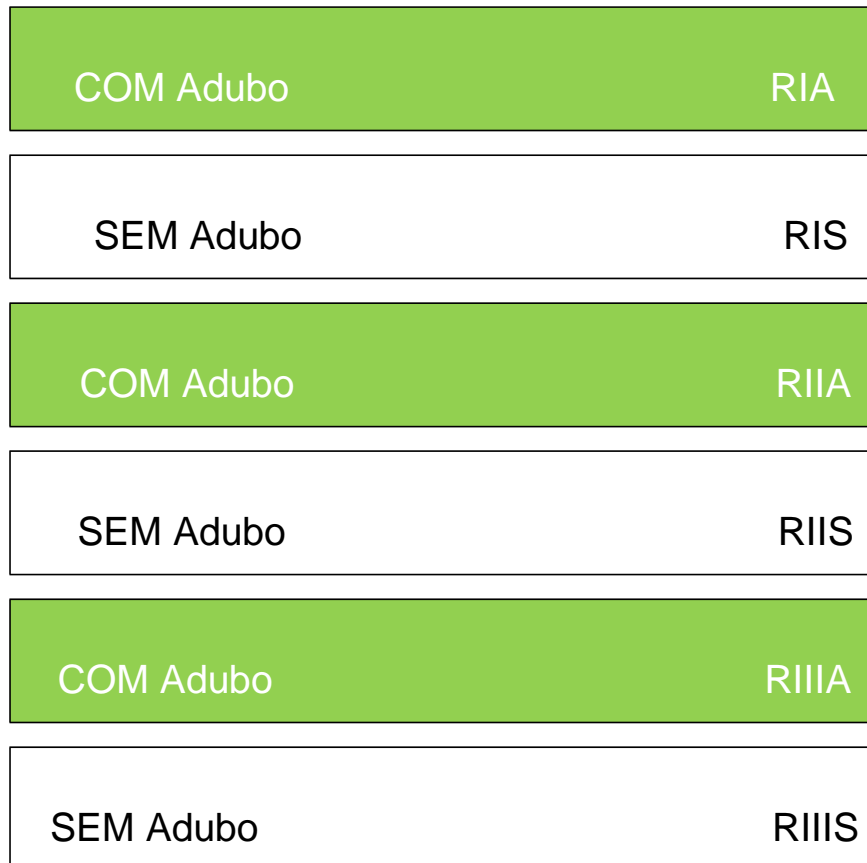 COM Adubo RIA
SEM Adubo RIS
COM Adubo RIIA
SEM Adubo RIIS
COM Adubo RIIIA
SEM Adubo RIIIS